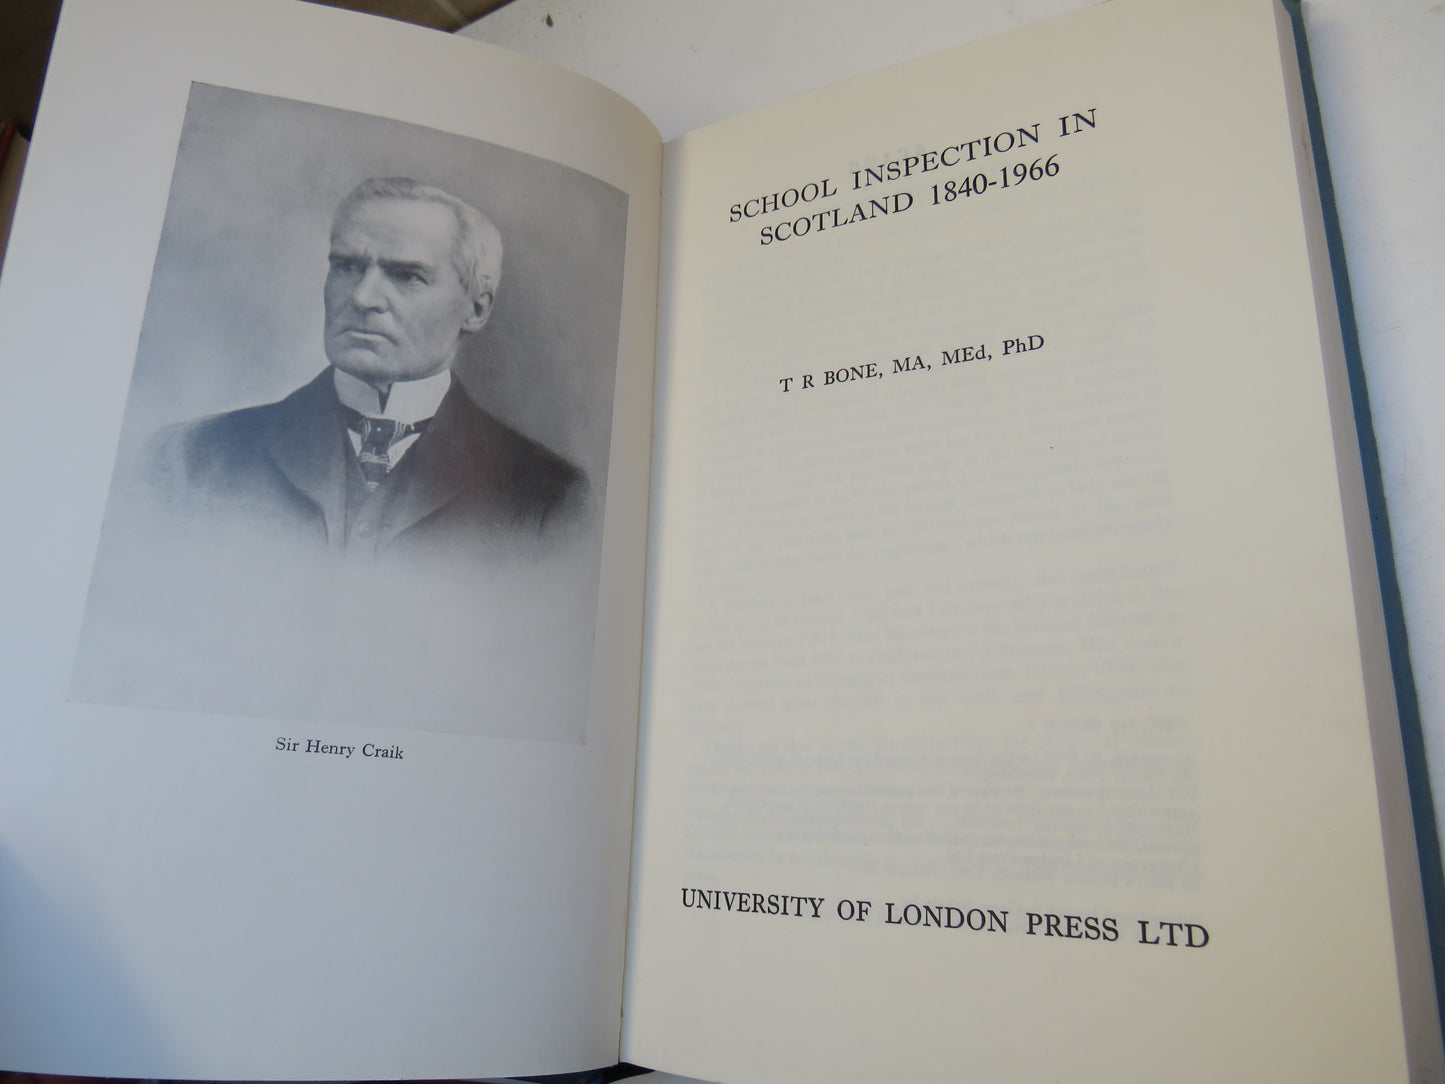 Sir Henry Craik
SCHOOL INSPECTION IN
SCOTLAND 1840-1966
T R BONE, MA, MEd, PhD
UNIVERSITY OF LONDON PRESS LTD